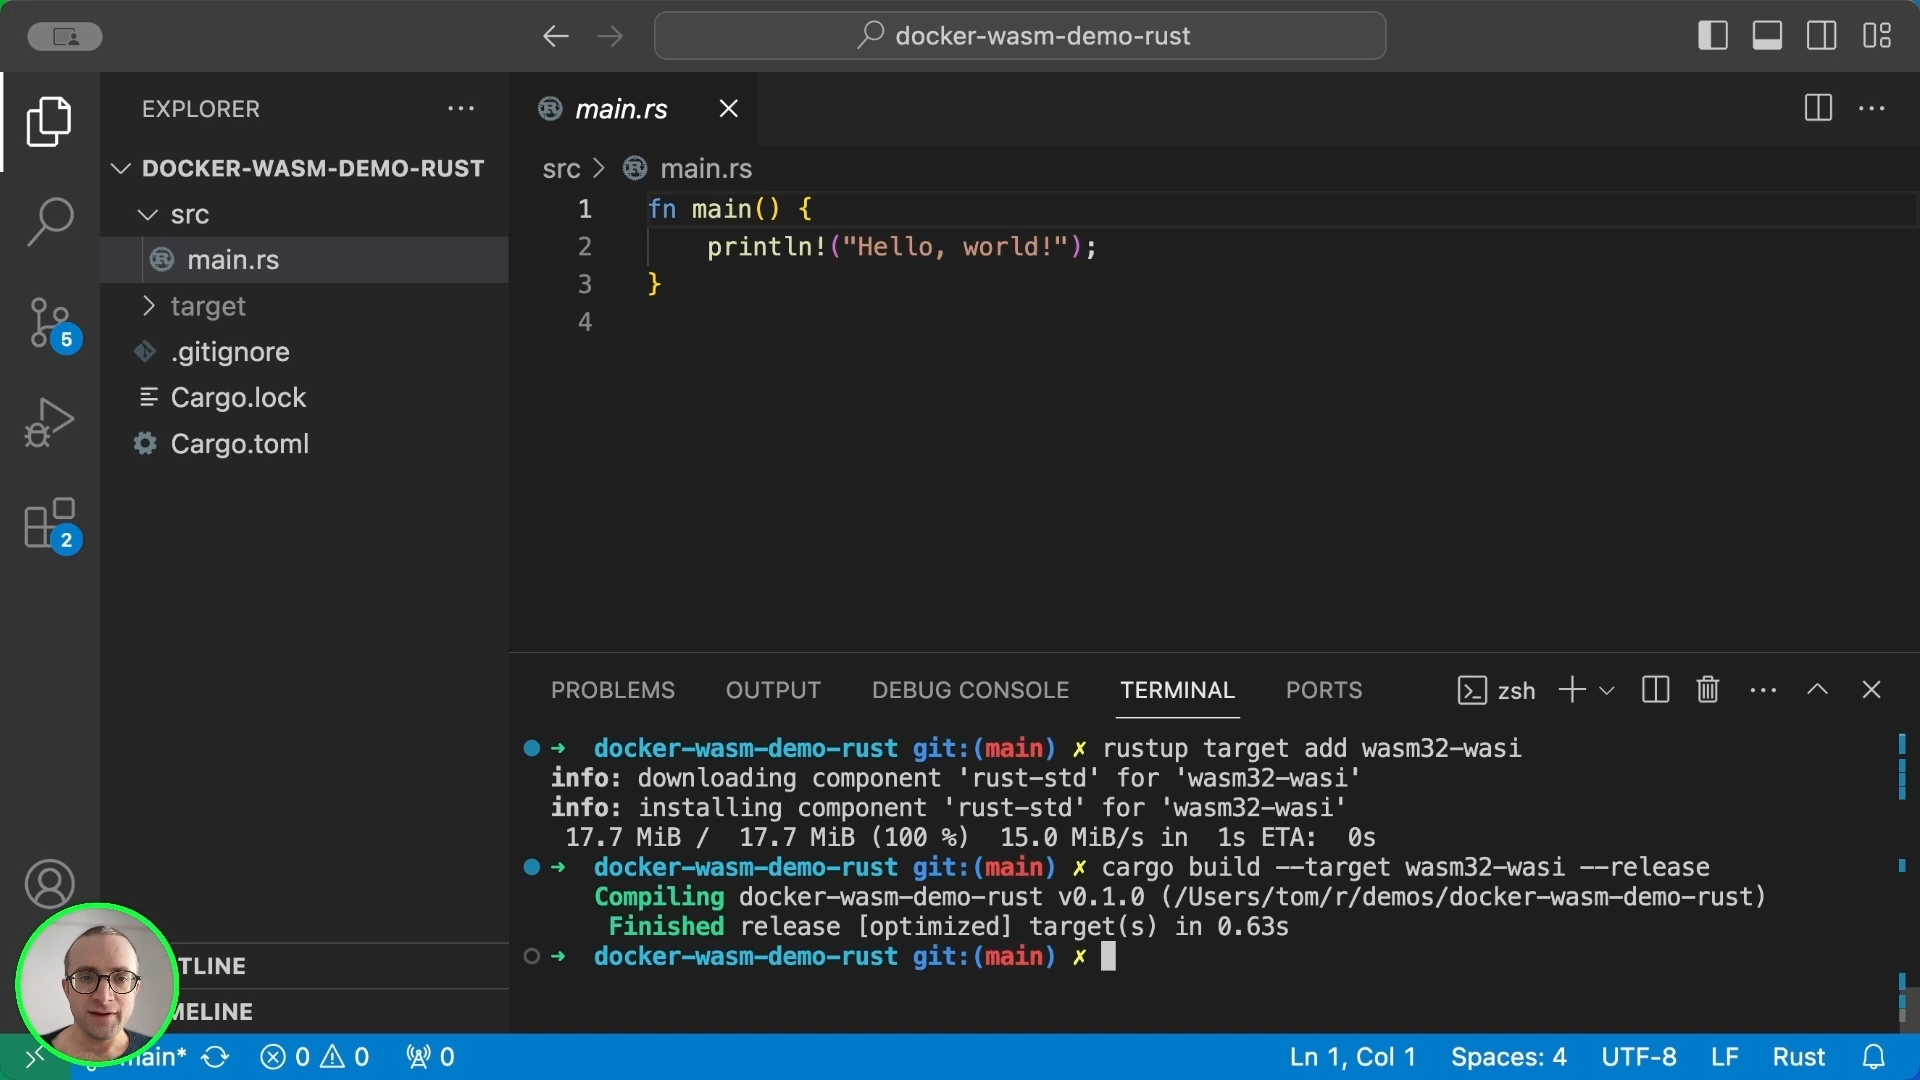 docker-wasm-demo-rust
EXPLORER
DOCKER-WASM-DEMO-RUST
src
main.rs
target
.gitignore
Cargo.lock
Cargo.toml
5
2
TLINE
MELINE
main.rs
src > main.rs
1 fn main() {
2 println!("Hello, world!");
3 }
4
PROBLEMS OUTPUT DEBUG CONSOLE TERMINAL PORTS zsh
➜ docker-wasm-demo-rust git:(main) ✗ rustup target add wasm32-wasi
info: downloading component 'rust-std' for 'wasm32-wasi'
info: installing component 'rust-std' for 'wasm32-wasi'
17.7 MiB / 17.7 MiB (100 %) 15.0 MiB/s in 1s ETA: 0s
➜ docker-wasm-demo-rust git:(main) ✗ cargo build --target wasm32-wasi --release
Compiling docker-wasm-demo-rust v0.1.0 (/Users/tom/r/demos/docker-wasm-demo-rust)
Finished release [optimized] target(s) in 0.63s
➜ docker-wasm-demo-rust git:(main) ✗
main* 0 0 0 Ln 1, Col 1 Spaces: 4 UTF-8 LF Rust